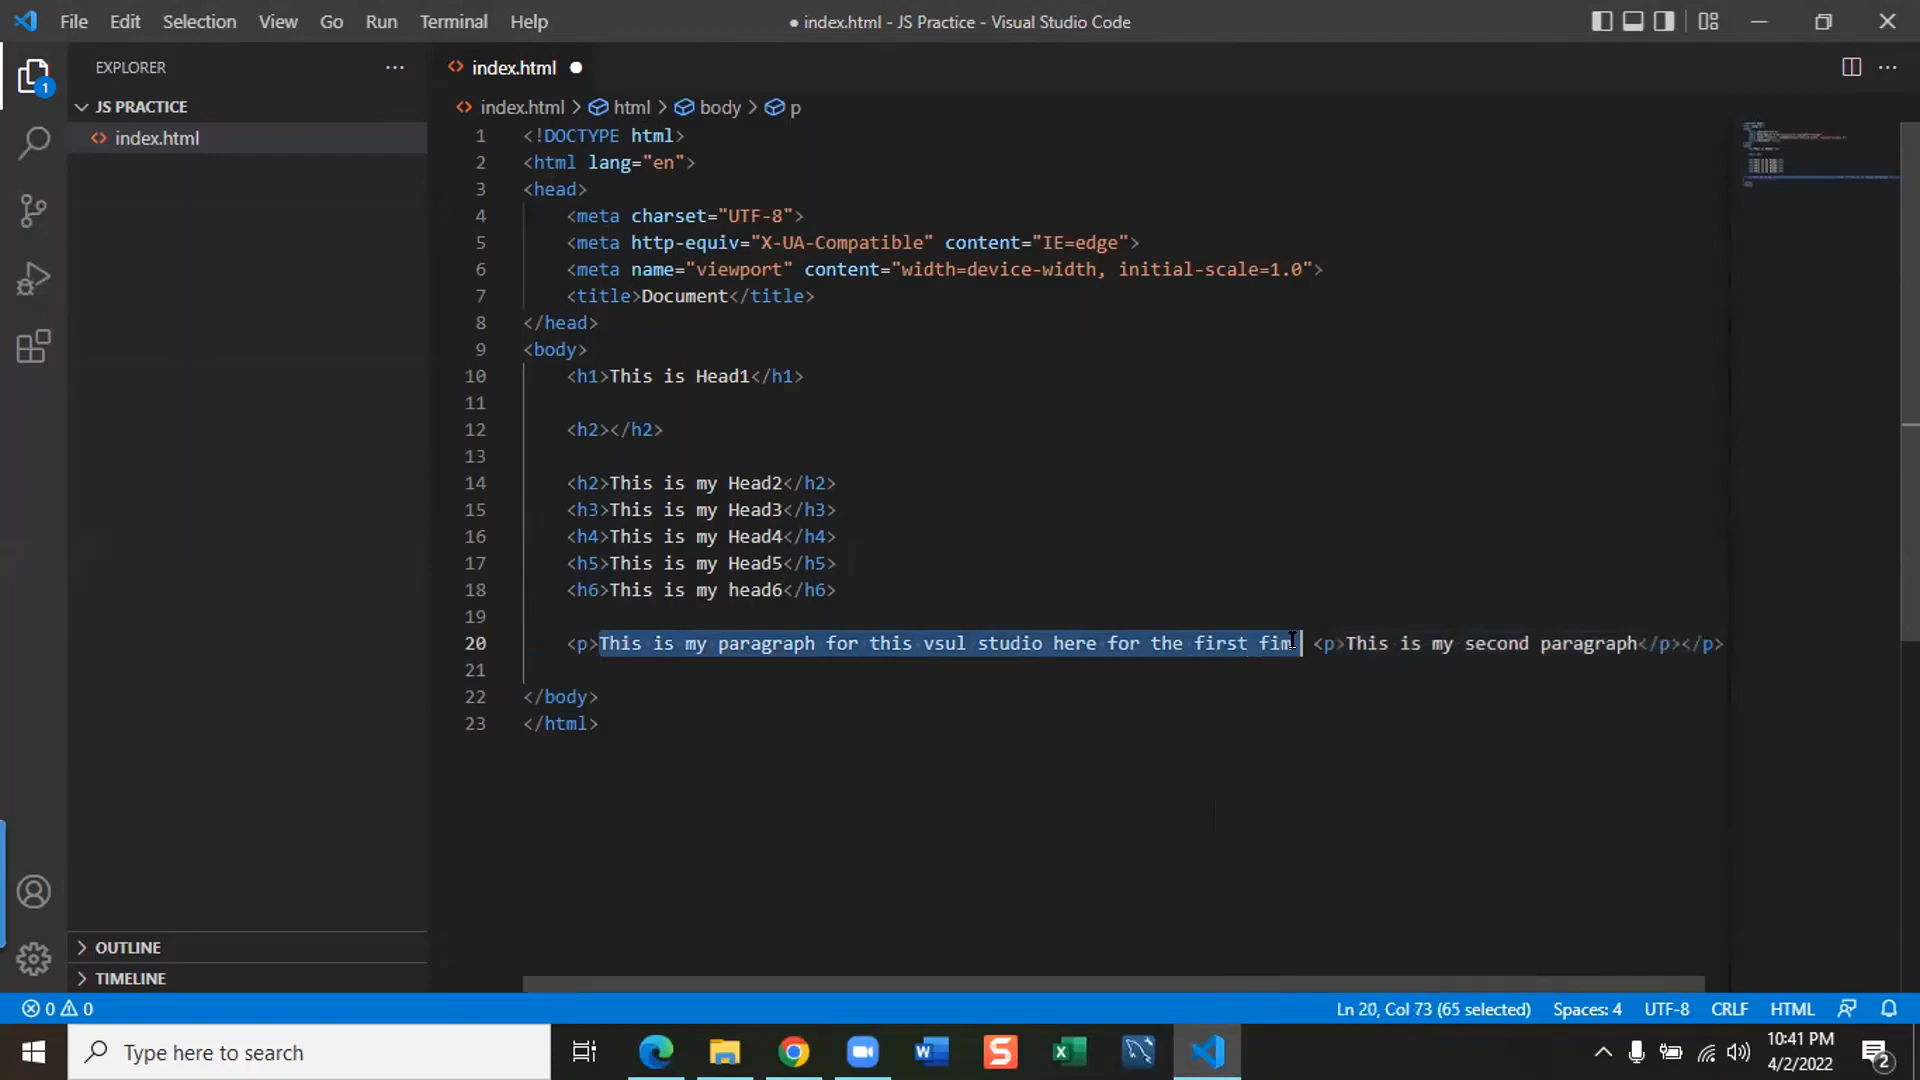 File Edit Selection View Go Run Terminal Help
● index.html - JS Practice - Visual Studio Code
EXPLORER
1
JS PRACTICE
index.html
OUTLINE
TIMELINE
index.html
index.html > html > body > p
1 <!DOCTYPE html>
2 <html lang="en">
3 <head>
4 <meta charset="UTF-8">
5 <meta http-equiv="X-UA-Compatible" content="IE=edge">
6 <meta name="viewport" content="width=device-width, initial-scale=1.0">
7 <title>Document</title>
8 </head>
9 <body>
10 <h1>This is Head1</h1>
11
12 <h2></h2>
13
14 <h2>This is my Head2</h2>
15 <h3>This is my Head3</h3>
16 <h4>This is my Head4</h4>
17 <h5>This is my Head5</h5>
18 <h6>This is my head6</h6>
19
20 <p>This is my paragraph for this vsul studio here for the first <p>This is my second paragraph</p></p>
21
22 </body>
23 </html>
0 0
Ln 20, Col 73 (65 selected) Spaces: 4 UTF-8 CRLF HTML
Type here to search
10:41 PM
4/2/2022
2